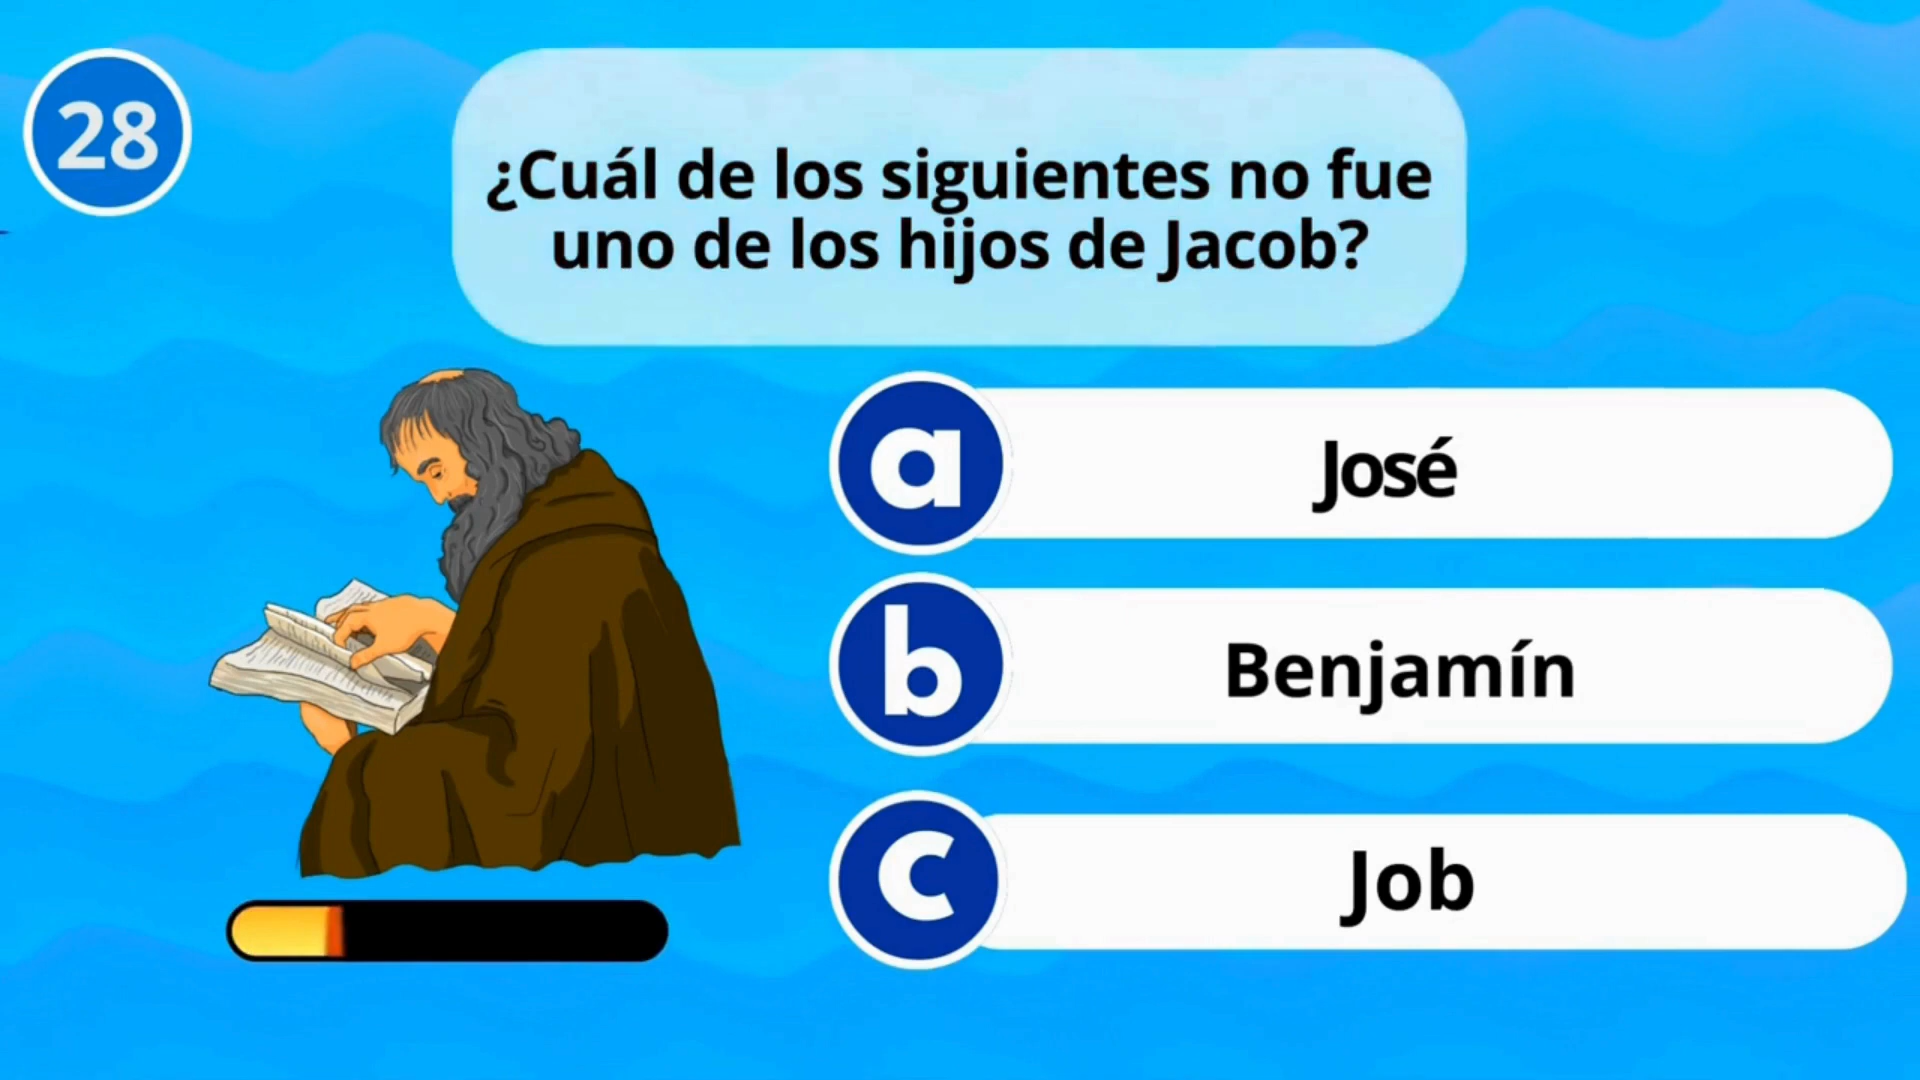 28
¿Cuál de los siguientes no fue
uno de los hijos de Jacob?
a José
b Benjamín
c Job